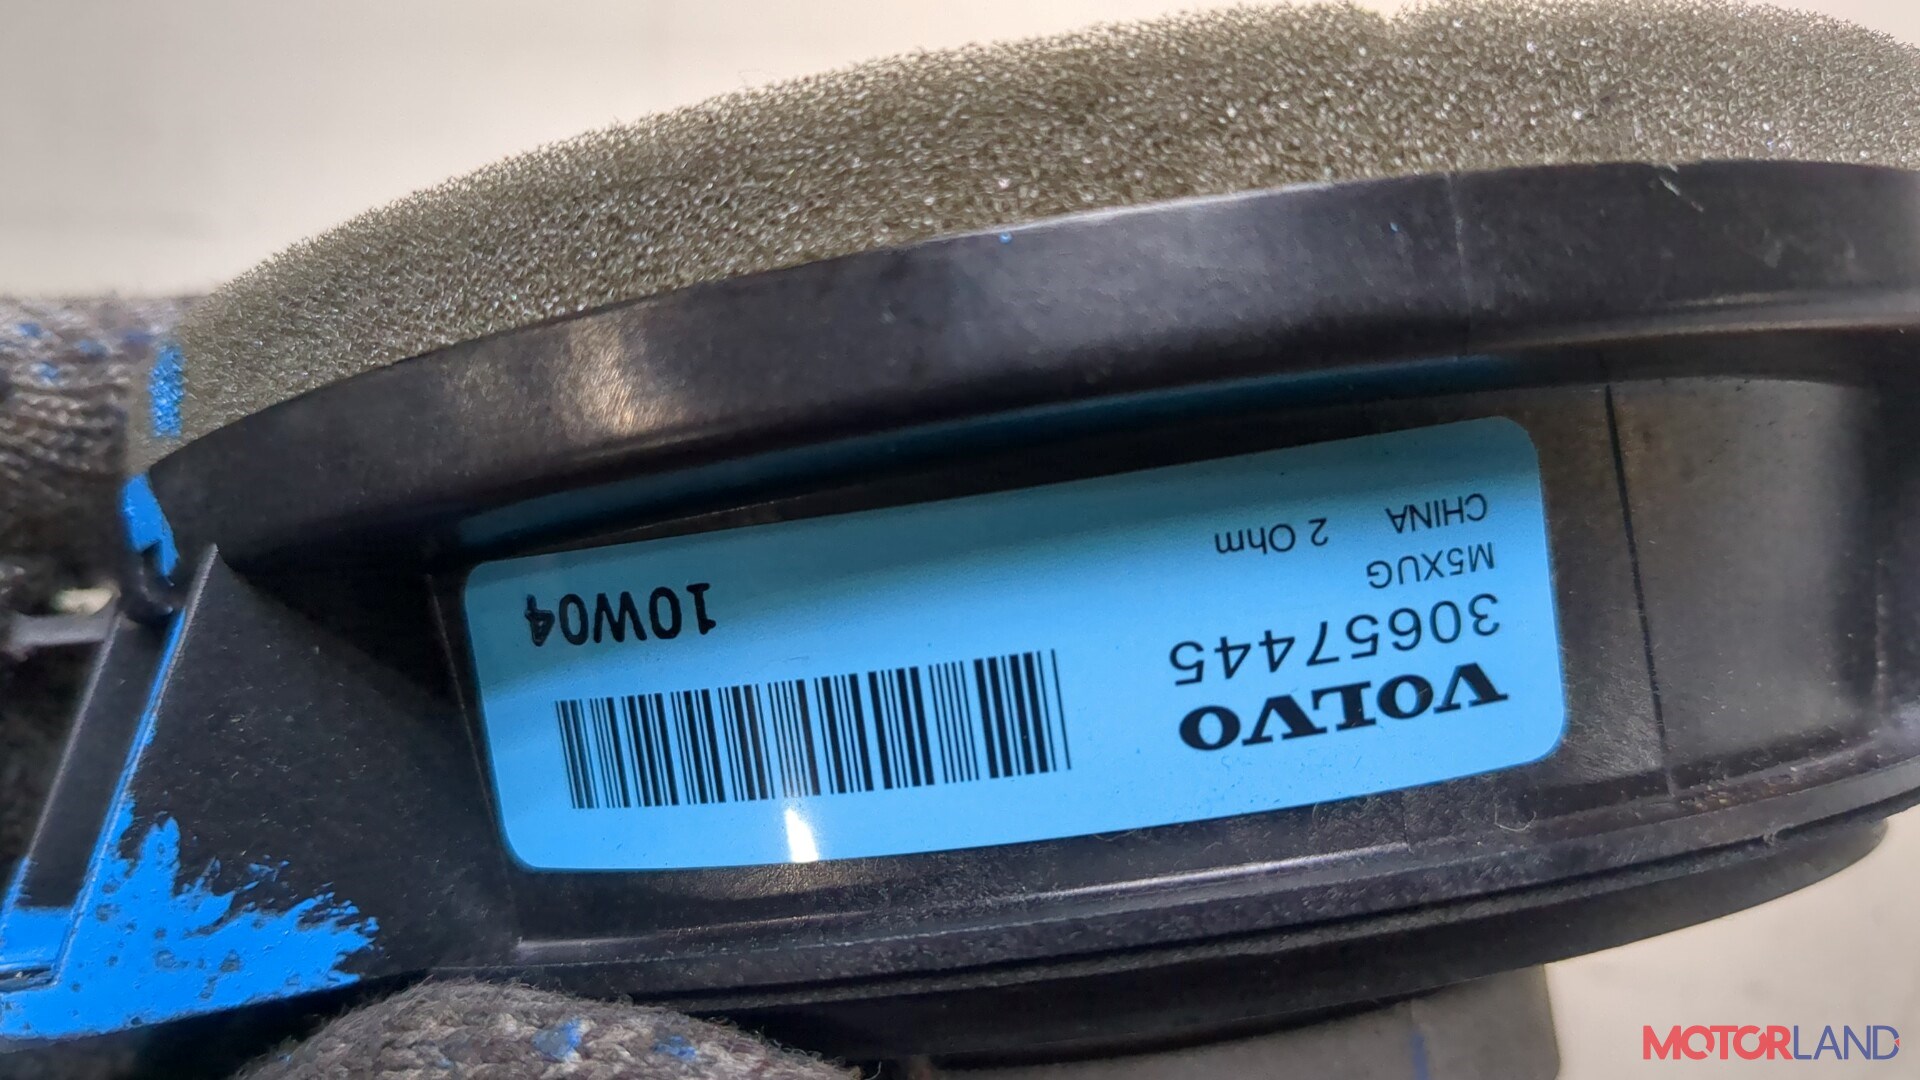 VOLVO
30657445
M5XUG
CHINA 2 Ohm
10W04
MOTORLAND